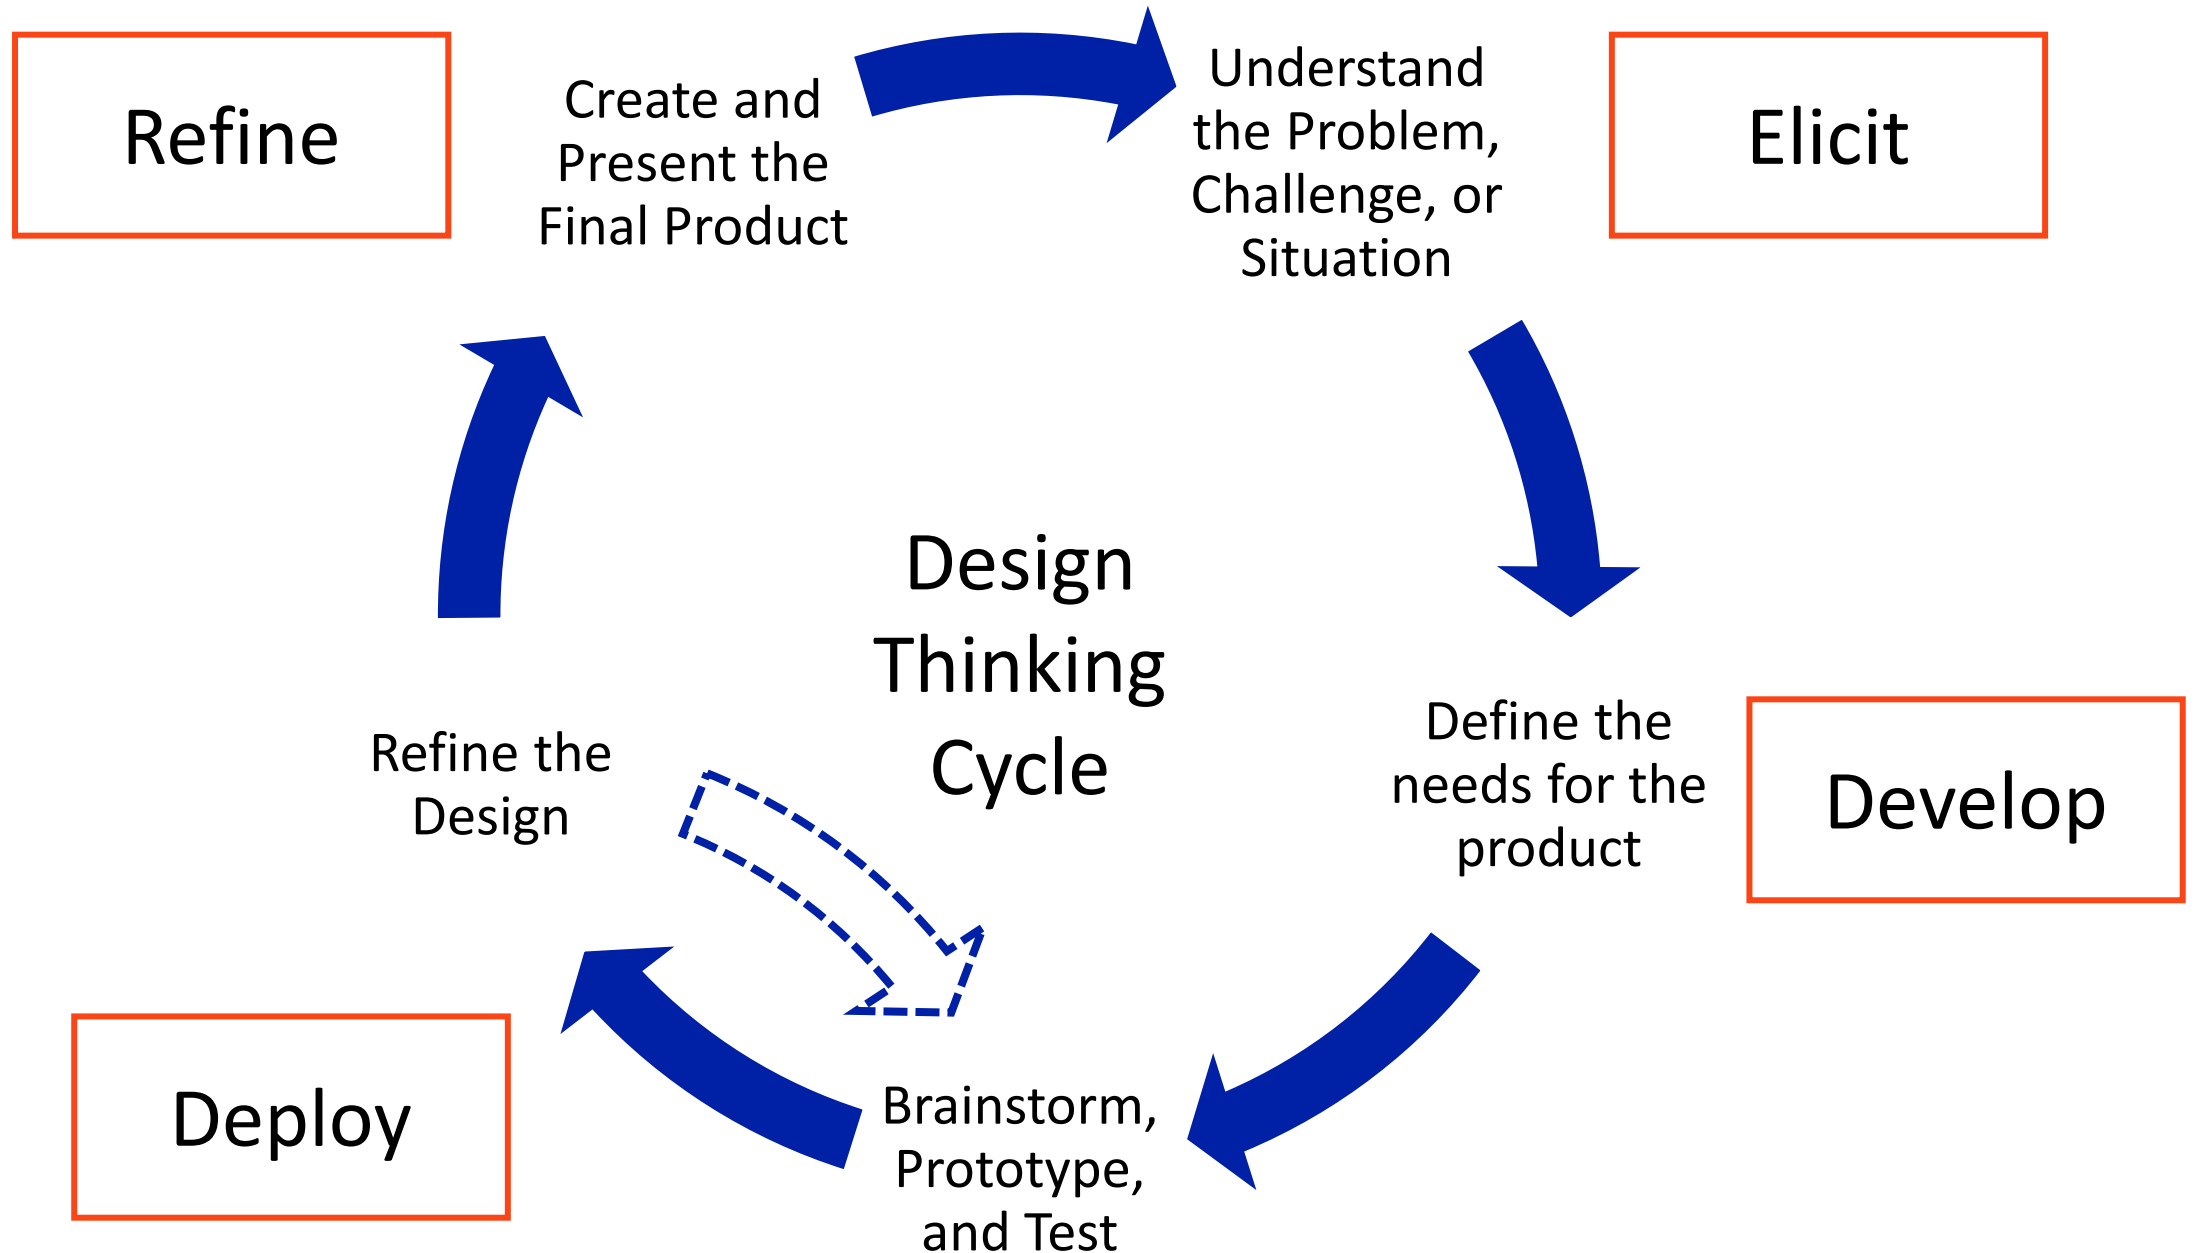 Refine
Create and
Present the
Final Product
Understand
the Problem,
Challenge, or
Situation
Elicit
Design
Thinking
Cycle
Define the
needs for the
product
Develop
Refine the
Design
Deploy
Brainstorm,
Prototype,
and Test